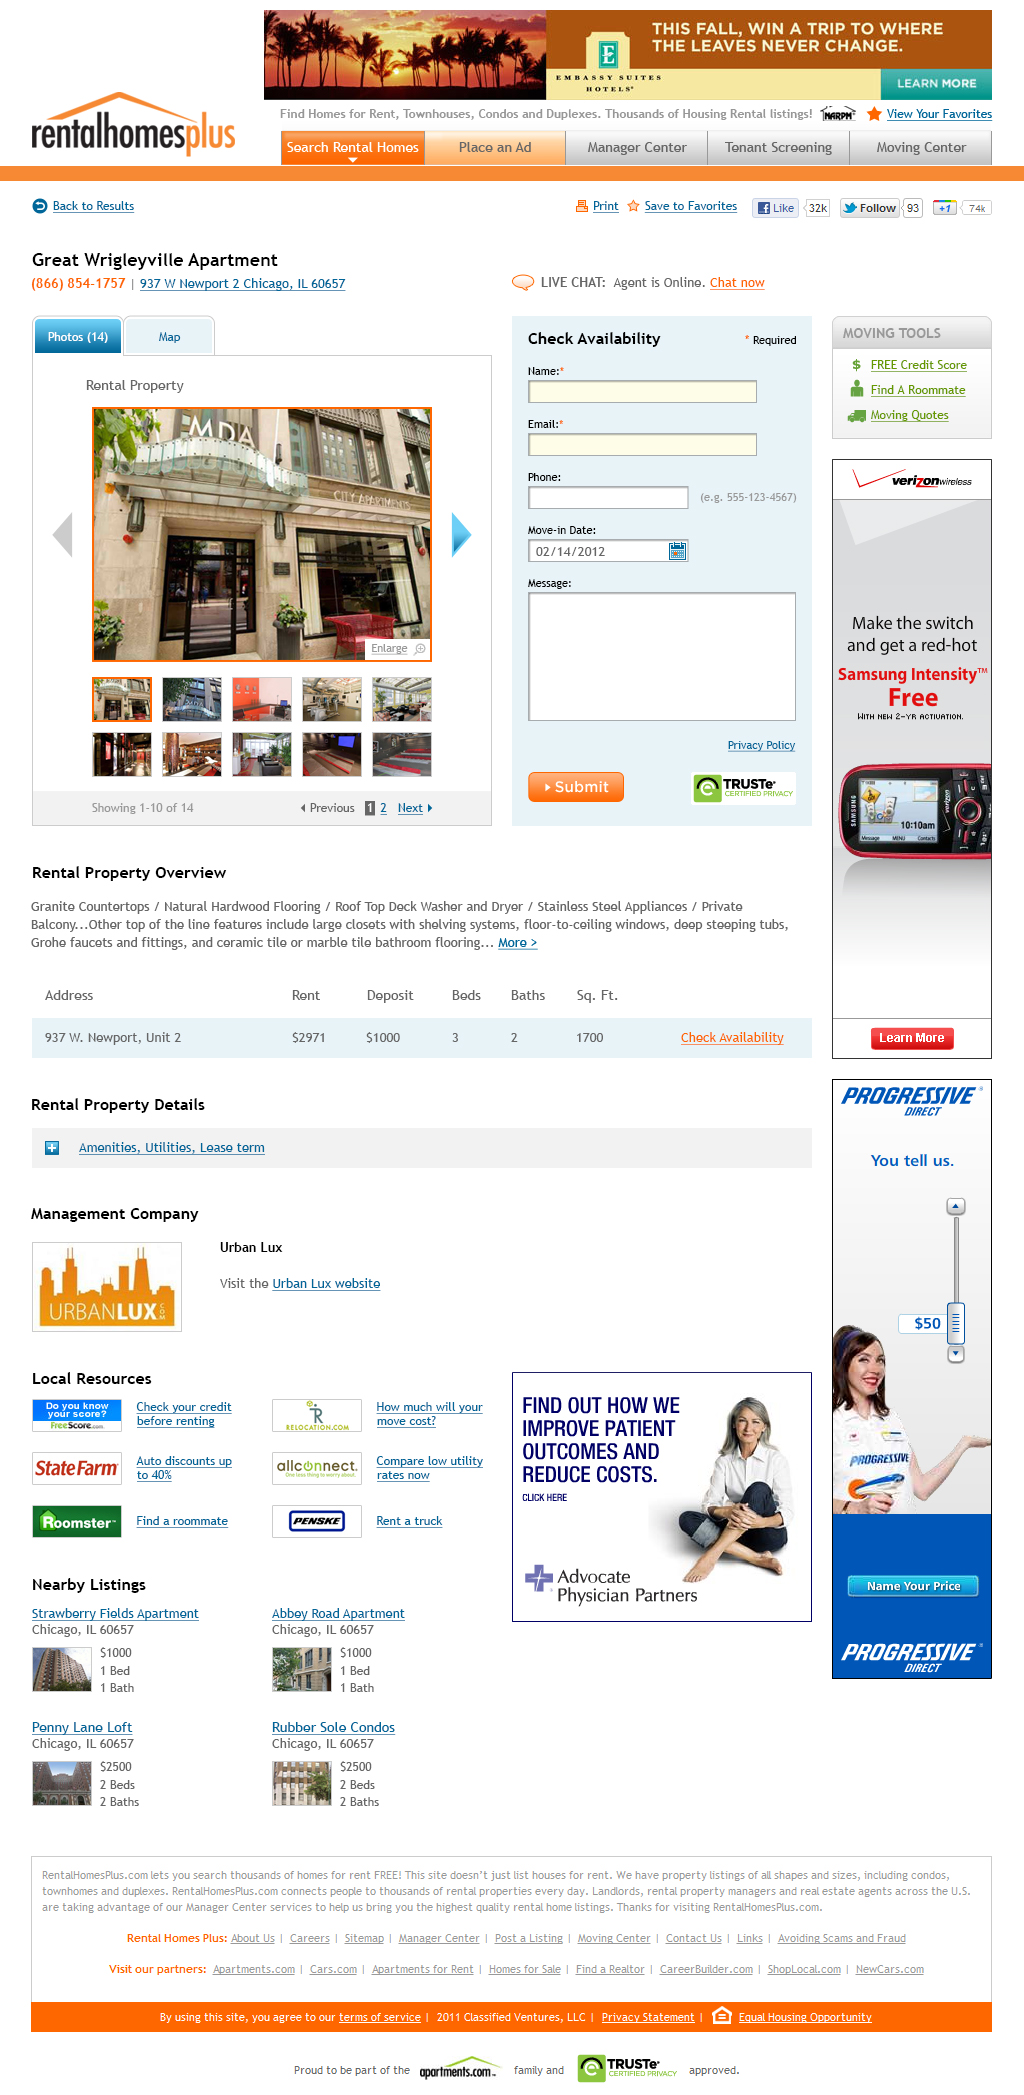 THIS FALL, WIN A TRIP TO WHERE
THE LEAVES NEVER CHANGE.
E
EMBASSY SUITES
HOTELS®
LEARN MORE
rentalhomesplus
Find Homes for Rent, Townhouses, Condos and Duplexes. Thousands of Housing Rental listings!
NARPM
View Your Favorites
Search Rental Homes
Place an Ad
Manager Center
Tenant Screening
Moving Center
Back to Results
Print
Save to Favorites
Like
32k
Follow
93
+1
74k
Great Wrigleyville Apartment
(866) 854-1757 | 937 W Newport 2 Chicago, IL 60657
LIVE CHAT: Agent is Online. Chat now
Photos (14)
Map
Rental Property
MDA
CITY APARTMENTS
Enlarge
Showing 1-10 of 14
Previous 1 2 Next
Check Availability
* Required
Name:*
Email:*
Phone:
(e.g. 555-123-4567)
Move-in Date:
02/14/2012
Message:
Privacy Policy
Submit
TRUSTe
CERTIFIED PRIVACY
MOVING TOOLS
$ FREE Credit Score
Find A Roommate
Moving Quotes
verizonwireless
Make the switch
and get a red-hot
Samsung Intensity™
Free
With new 2-yr activation.
SAMSUNG
10:10am
Message MENU Contacts
Learn More
Rental Property Overview
Granite Countertops / Natural Hardwood Flooring / Roof Top Deck Washer and Dryer / Stainless Steel Appliances / Private
Balcony...Other top of the line features include large closets with shelving systems, floor-to-ceiling windows, deep steeping tubs,
Grohe faucets and fittings, and ceramic tile or marble tile bathroom flooring... More >
Address Rent Deposit Beds Baths Sq. Ft.
937 W. Newport, Unit 2 $2971 $1000 3 2 1700 Check Availability
Rental Property Details
Amenities, Utilities, Lease term
PROGRESSIVE®
DIRECT
You tell us.
$50
PROGRESSIVE
Name Your Price
PROGRESSIVE®
DIRECT
Management Company
URBANLUX.COM
Urban Lux
Visit the Urban Lux website
Local Resources
Do you know
your score?
FreeScore.com
Check your credit
before renting
RELOCATION.COM
How much will your
move cost?
State Farm
Auto discounts up
to 40%
allconnect.
One less thing to worry about.
Compare low utility
rates now
Roomster™
Find a roommate
PENSKE
Rent a truck
FIND OUT HOW WE
IMPROVE PATIENT
OUTCOMES AND
REDUCE COSTS.
CLICK HERE
Advocate
Physician Partners
Nearby Listings
Strawberry Fields Apartment
Chicago, IL 60657
$1000
1 Bed
1 Bath
Abbey Road Apartment
Chicago, IL 60657
$1000
1 Bed
1 Bath
Penny Lane Loft
Chicago, IL 60657
$2500
2 Beds
2 Baths
Rubber Sole Condos
Chicago, IL 60657
$2500
2 Beds
2 Baths
RentalHomesPlus.com lets you search thousands of homes for rent FREE! This site doesn't just list houses for rent. We have property listings of all shapes and sizes, including condos,
townhomes and duplexes. RentalHomesPlus.com connects people to thousands of rental properties every day. Landlords, rental property managers and real estate agents across the U.S.
are taking advantage of our Manager Center services to help us bring you the highest quality rental home listings. Thanks for visiting RentalHomesPlus.com.
Rental Homes Plus: About Us | Careers | Sitemap | Manager Center | Post a Listing | Moving Center | Contact Us | Links | Avoiding Scams and Fraud
Visit our partners: Apartments.com | Cars.com | Apartments for Rent | Homes for Sale | Find a Realtor | CareerBuilder.com | ShopLocal.com | NewCars.com
By using this site, you agree to our terms of service | 2011 Classified Ventures, LLC | Privacy Statement | Equal Housing Opportunity
Proud to be part of the apartments.com™ family and TRUSTe CERTIFIED PRIVACY approved.